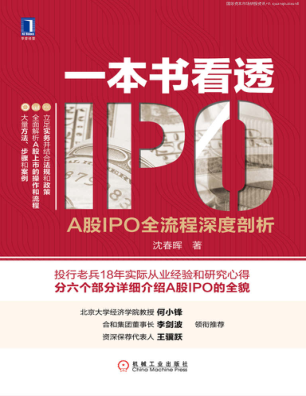 华章经管
一本书看透
IPO
A股IPO全流程深度剖析
沈春晖 著
立足实务并结合法规和政策
全面解析A股上市的操作和流程
大量方法、步骤和案例
投行老兵18年实际从业经验和研究心得
分六个部分详细介绍A股IPO的全貌
北京大学经济学院教授 何小锋
合和集团董事长 李剑波 领衔推荐
资深保荐代表人 王骥跃
机械工业出版社
China Machine Press